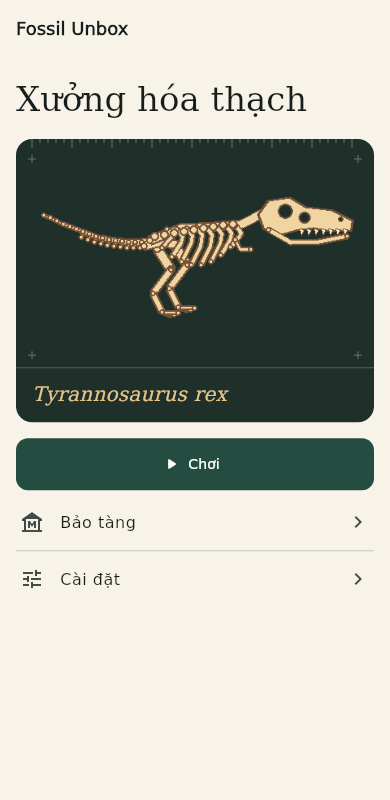 Fossil Unbox
Xưởng hóa thạch
Tyrannosaurus rex
Chơi
Bảo tàng
Cài đặt